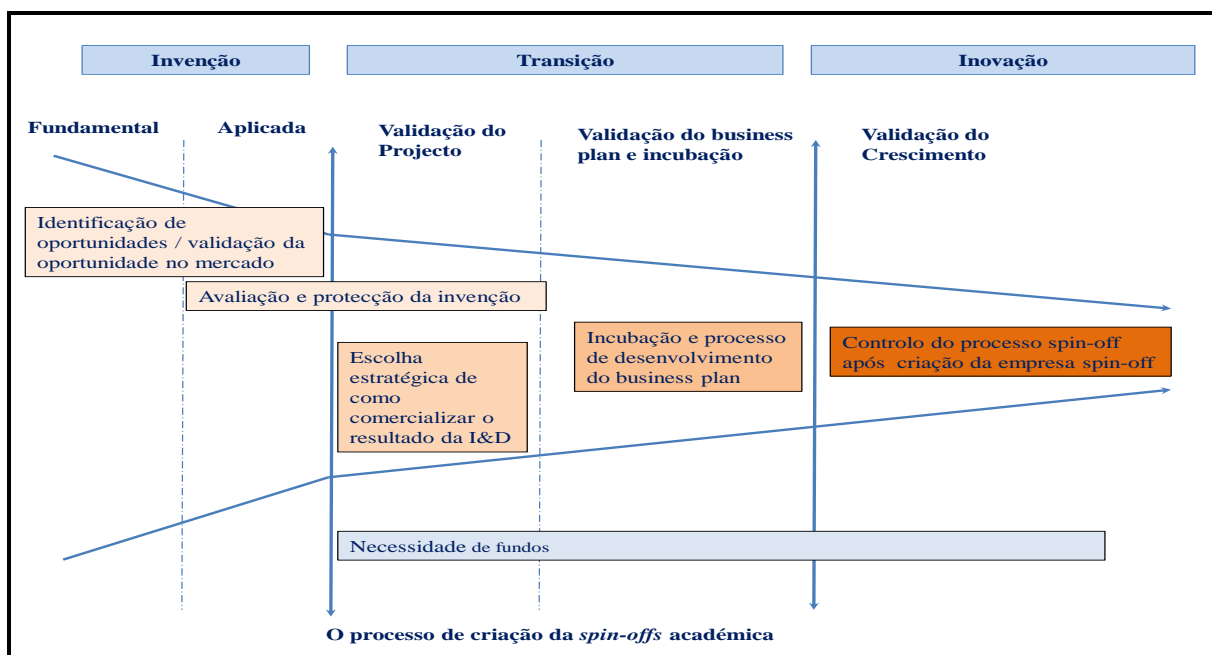 Invenção
Transição
Inovação
Fundamental
Aplicada
Validação do
Projecto
Validação do business
plan e incubação
Validação do
Crescimento
Identificação de
oportunidades / validação da
oportunidade no mercado
Avaliação e protecção da invenção
Escolha
estratégica de
como
comercializar o
resultado da I&D
Incubação e processo
de desenvolvimento
do business plan
Controlo do processo spin-off
após criação da empresa spin-off
Necessidade de fundos
O processo de criação da spin-offs académica